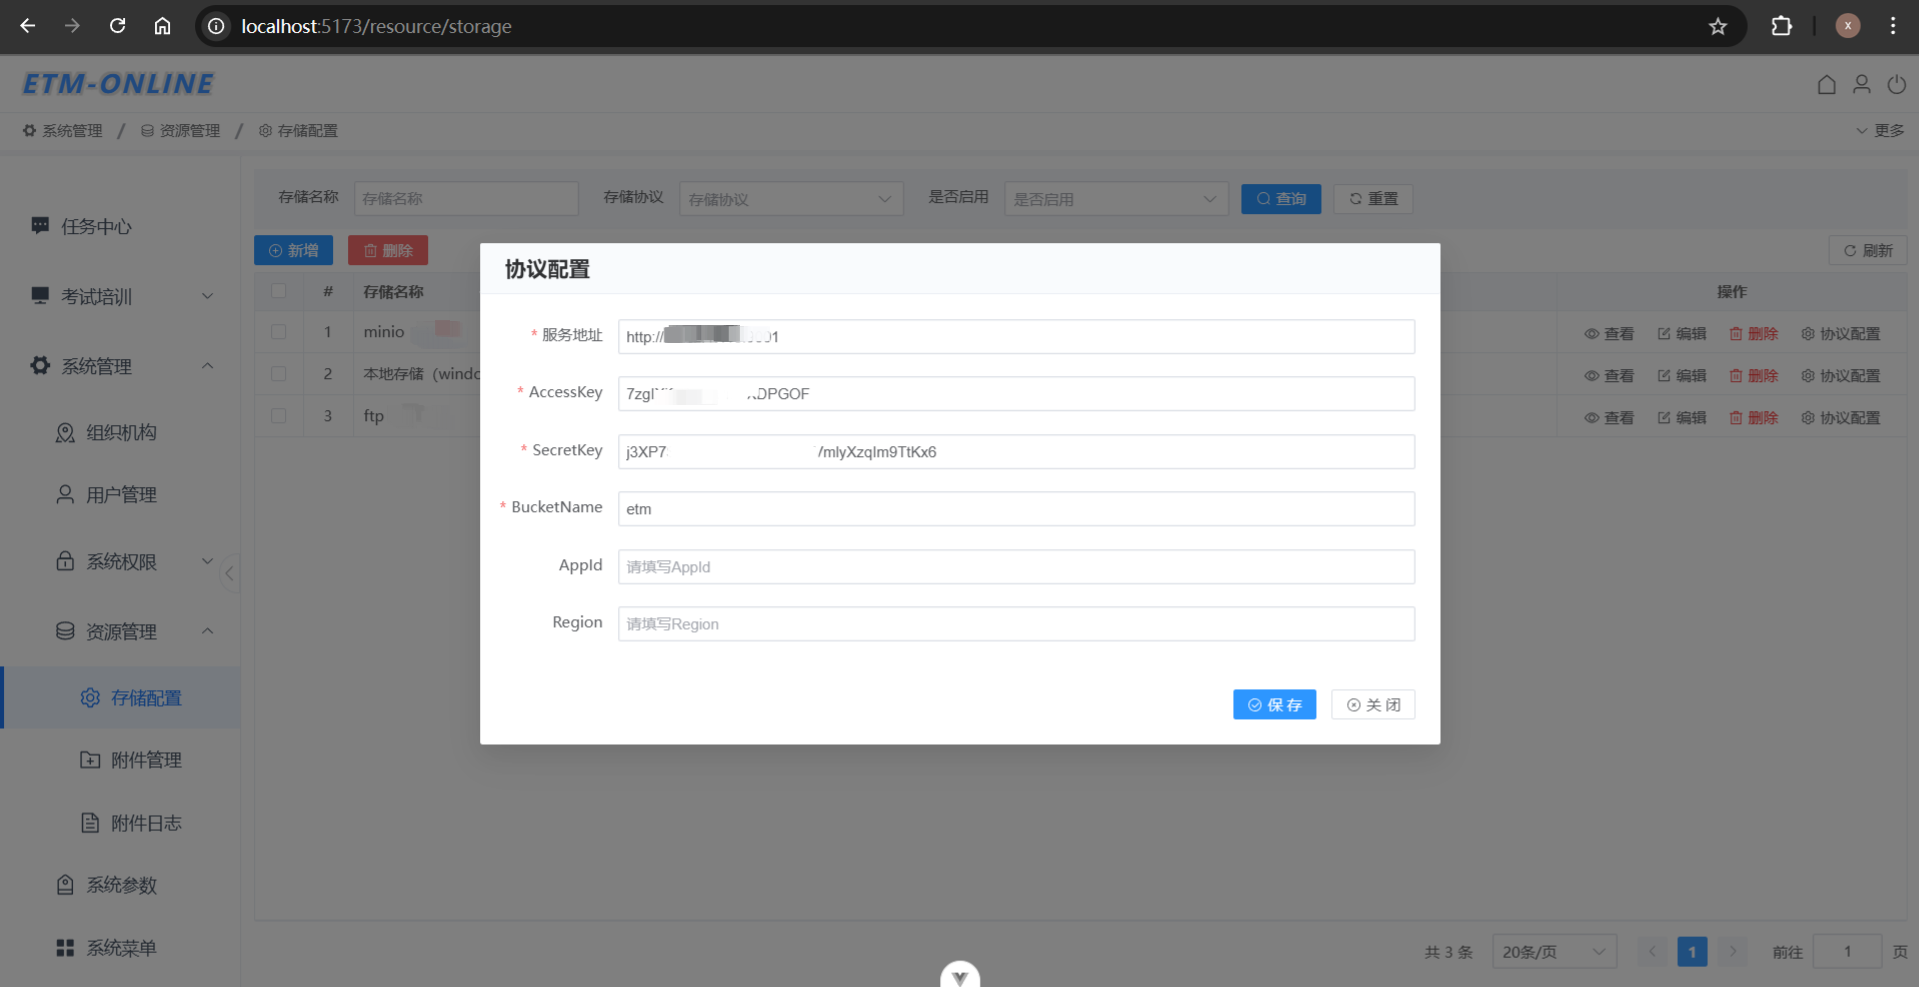 localhost:5173/resource/storage
X
ETM-ONLINE
系统管理 / 资源管理 / 存储配置
更多
存储名称 存储名称 存储协议 存储协议 是否启用 是否启用 查询 重置
任务中心
新增 删除 刷新
协议配置
# 存储名称 操作
考试培训
1 minio 查看 编辑 删除 协议配置
* 服务地址 http:// 1
系统管理
2 本地存储（windo 查看 编辑 删除 协议配置
* AccessKey 7zgl DPGOF
3 ftp 查看 编辑 删除 协议配置
组织机构
* SecretKey j3XP7 /mlyXzqlm9TtKx6
用户管理
* BucketName etm
系统权限
AppId 请填写AppId
Region 请填写Region
资源管理
存储配置
保存 关闭
附件管理
附件日志
系统参数
系统菜单
共 3 条 20条/页 1 前往 1 页